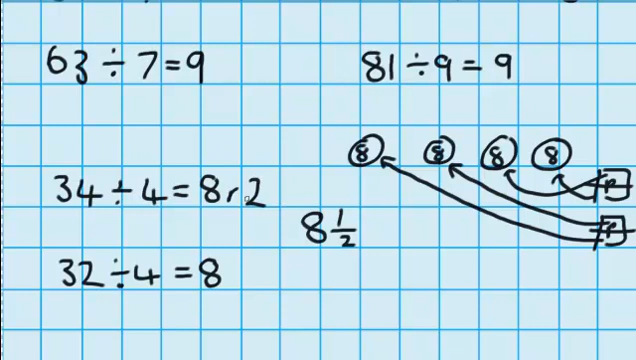 63 ÷ 7 = 9
81 ÷ 9 = 9
8 8 8 8
34 ÷ 4 = 8 r 2
8 1/2
32 ÷ 4 = 8